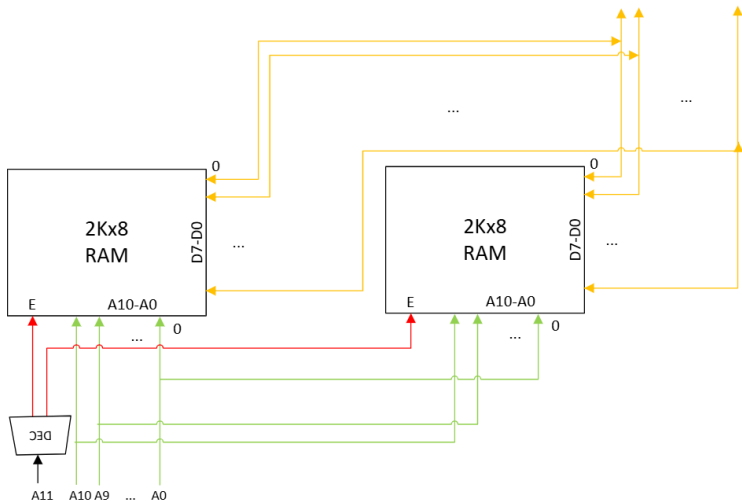 ...
...
0
0
2Kx8
RAM
D7-D0
...
2Kx8
RAM
D7-D0
...
E
A10-A0
0
...
E
A10-A0
0
...
DEC
A11 A10 A9 ... A0